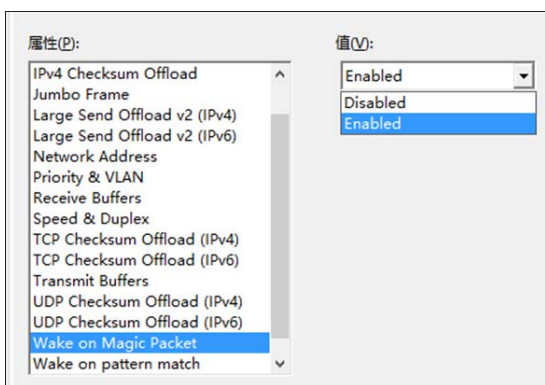 属性(P):
IPv4 Checksum Offload
Jumbo Frame
Large Send Offload v2 (IPv4)
Large Send Offload v2 (IPv6)
Network Address
Priority & VLAN
Receive Buffers
Speed & Duplex
TCP Checksum Offload (IPv4)
TCP Checksum Offload (IPv6)
Transmit Buffers
UDP Checksum Offload (IPv4)
UDP Checksum Offload (IPv6)
Wake on Magic Packet
Wake on pattern match
值(V):
Enabled
Disabled
Enabled